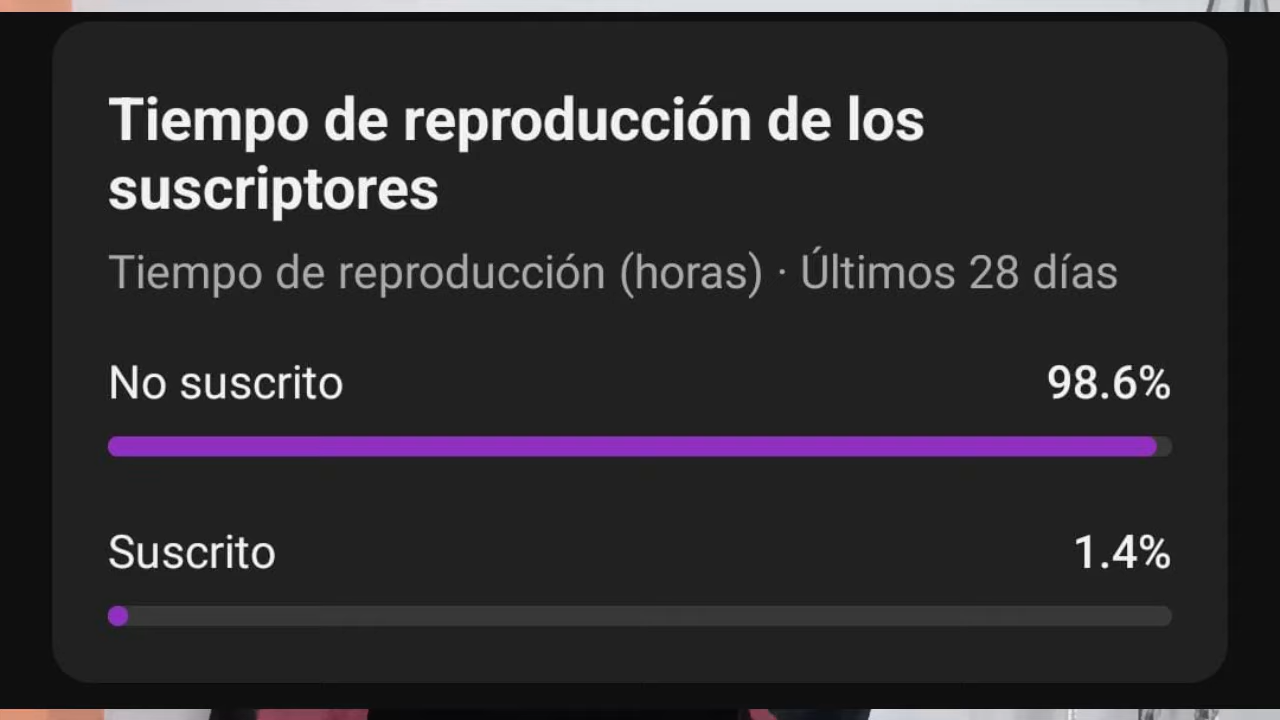 Tiempo de reproducción de los
suscriptores
Tiempo de reproducción (horas) · Últimos 28 días
No suscrito 98.6%
Suscrito 1.4%